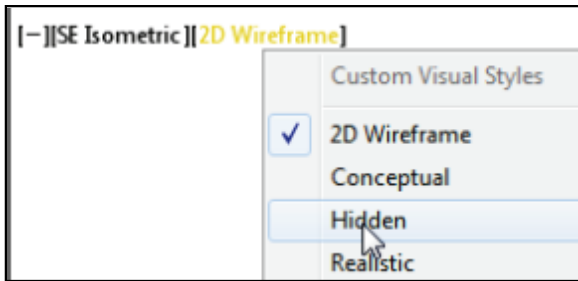 [−][SE Isometric][2D Wireframe]
Custom Visual Styles
2D Wireframe
Conceptual
Hidden
Realistic